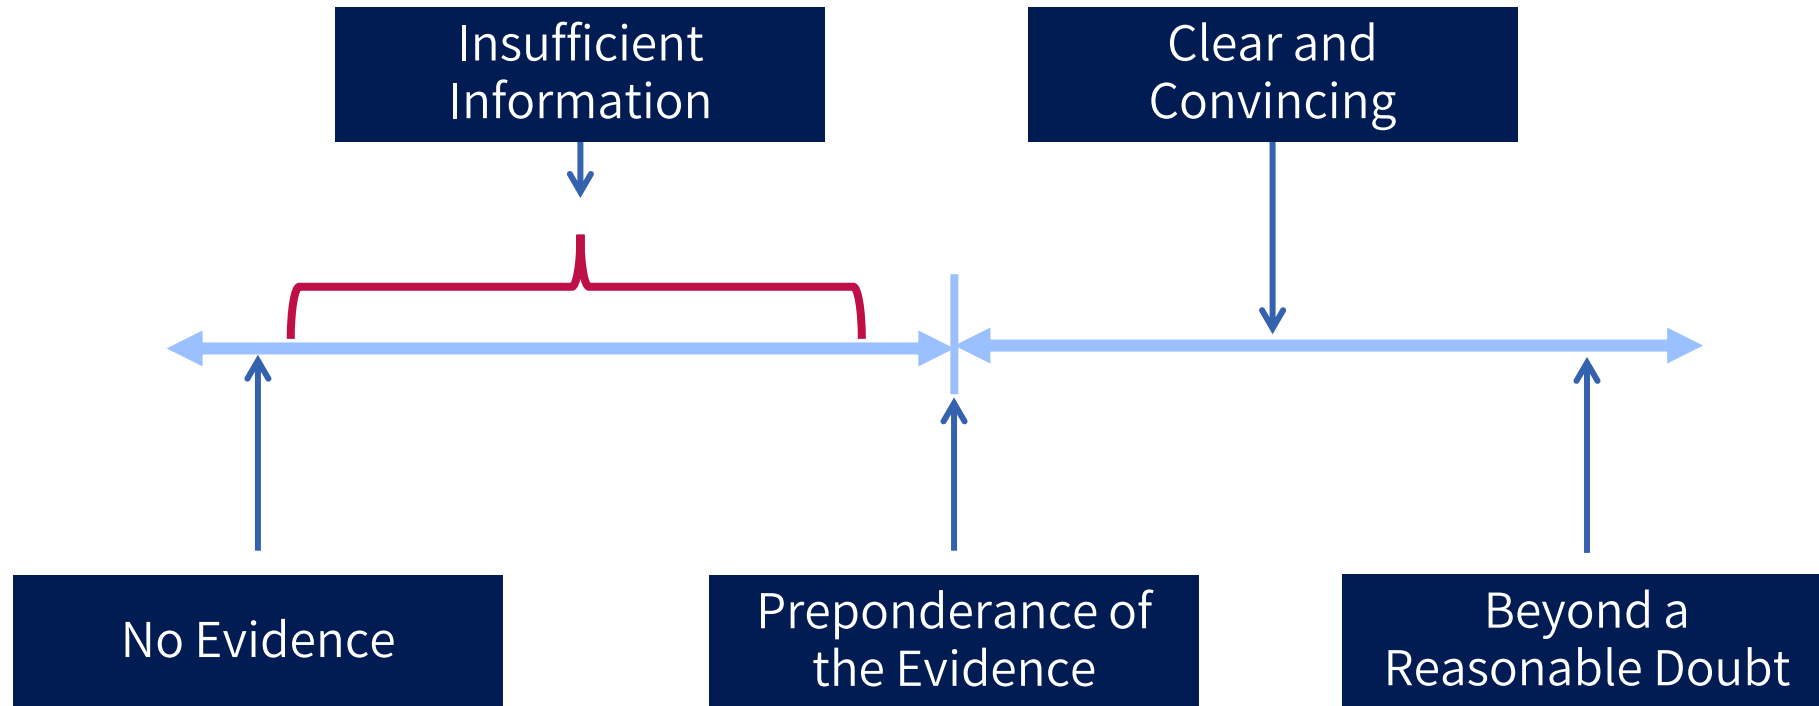 Insufficient
Information
Clear and
Convincing
No Evidence
Preponderance of
the Evidence
Beyond a
Reasonable Doubt